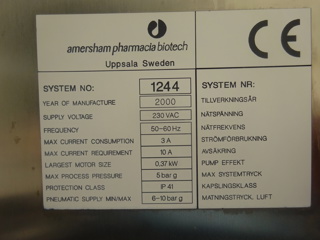 amersham pharmacia biotech
Uppsala Sweden
CE
SYSTEM NO: 1244
YEAR OF MANUFACTURE 2000
SUPPLY VOLTAGE 230 VAC
FREQUENCY 50-60 Hz
MAX CURRENT CONSUMPTION 3 A
MAX CURRENT REQUIREMENT 10 A
LARGEST MOTOR SIZE 0,37 kW
MAX PROCESS PRESSURE 5 bar g
PROTECTION CLASS IP 41
PNEUMATIC SUPPLY MIN/MAX 6-10 bar g
SYSTEM NR:
TILLVERKNINGSÅR
NÄTSPÄNNING
NÄTFREKVENS
STRÖMFÖRBRUKNING
AVSÄKRING
PUMP EFFEKT
MAX SYSTEMTRYCK
KAPSLINGSKLASS
MATNINGSTRYCK, LUFT